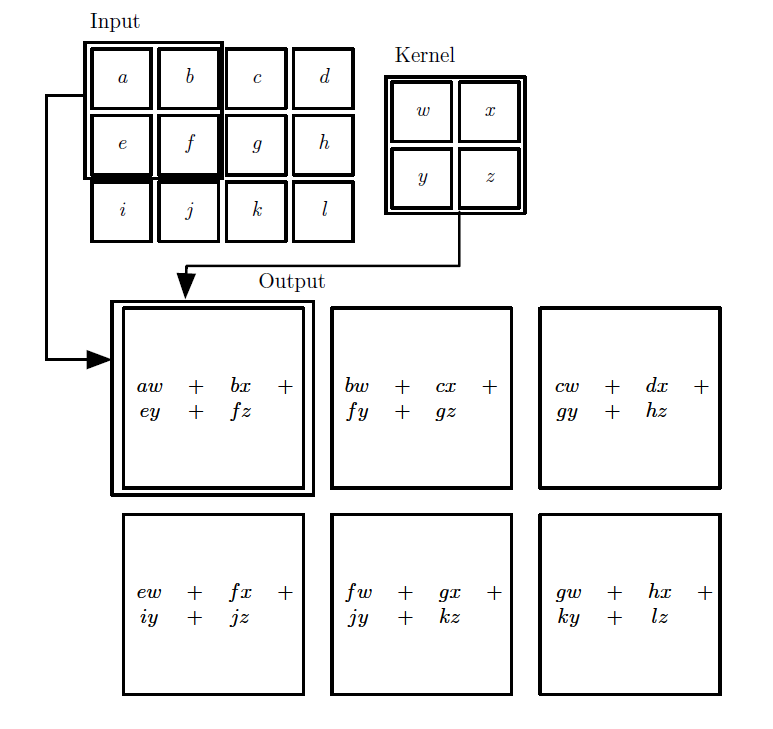 Input
Kernel
a b c d
w x
e f g h
y z
i j k l
Output
aw + bx +
ey + fz
bw + cx +
fy + gz
cw + dx +
gy + hz
ew + fx +
iy + jz
fw + gx +
jy + kz
gw + hx +
ky + lz